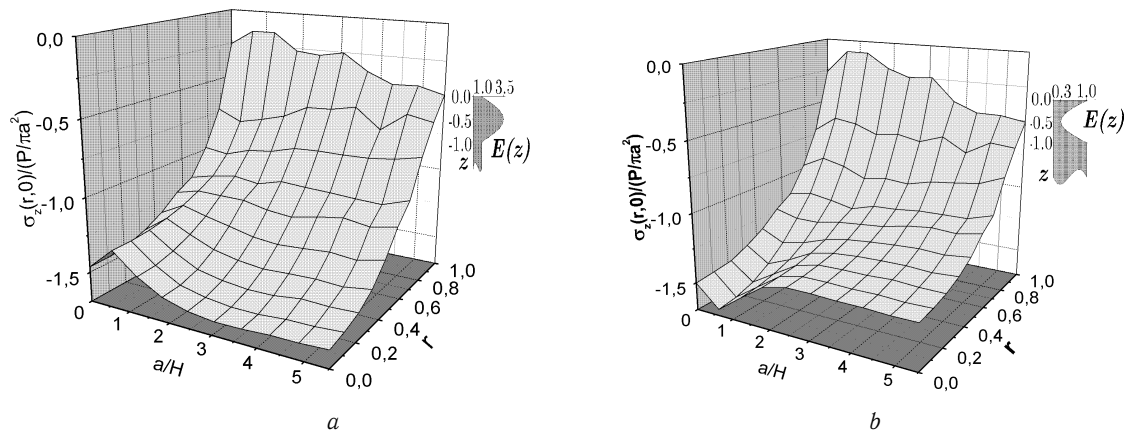 0,0
-0,5
-1,0
-1,5
σz(r,0)/(P/πa²)
0 1 2 3 4 5
a/H
0,0 0,2 0,4 0,6 0,8 1,0
r
1.0 3.5
0.0
-0.5
-1.0
z
E(z)
a
0,0
-0,5
-1,0
-1,5
σz(r,0)/(P/πa²)
0 1 2 3 4 5
a/H
0,0 0,2 0,4 0,6 0,8 1,0
r
0.3 1.0
0.0
-0.5
-1.0
z
E(z)
b